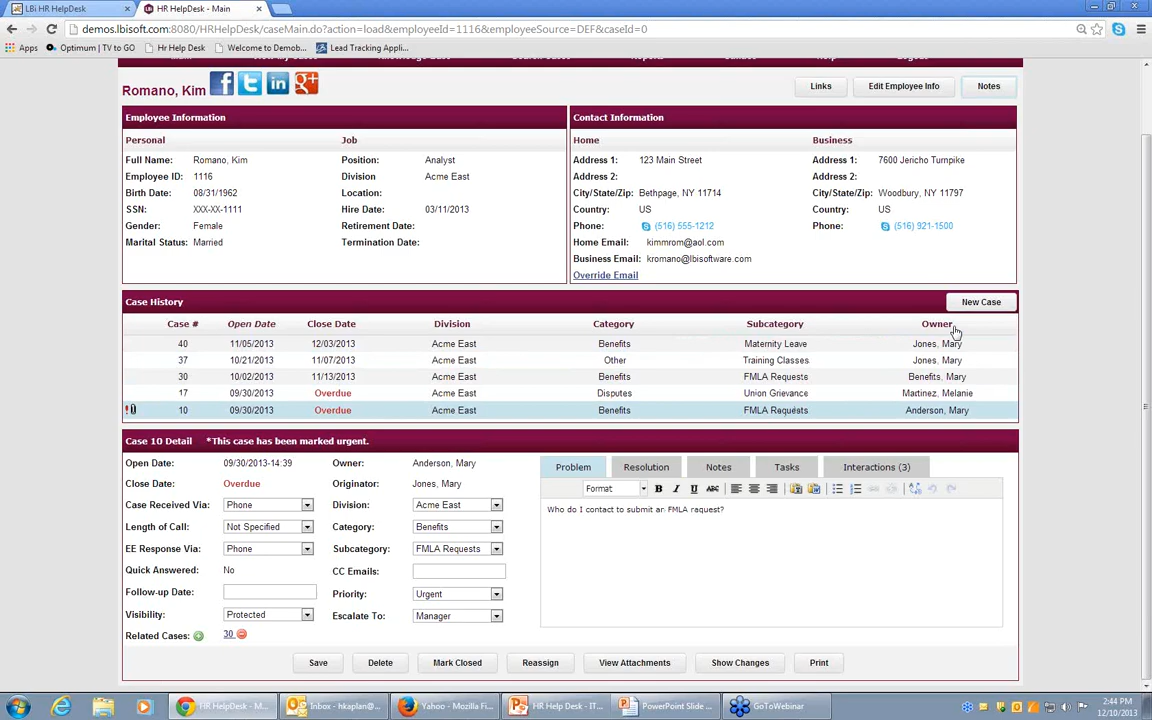 LBi HR HelpDesk
LBi HR HelpDesk - Main
demos.lbisoft.com:8080/HRHelpDesk/caseMain.do?action=load&employeeId=1116&employeeSource=DEF&caseId=0
Apps Optimum | TV to GO Hr Help Desk Welcome to Demob... Lead Tracking Appli...
Romano, Kim
Links Edit Employee Info Notes
Employee Information
Contact Information
Personal Job Home Business
Full Name: Romano, Kim Position: Analyst Address 1: 123 Main Street Address 1: 7600 Jericho Turnpike
Employee ID: 1116 Division Acme East Address 2: Address 2:
Birth Date: 08/31/1962 Location: City/State/Zip: Bethpage, NY 11714 City/State/Zip: Woodbury, NY 11797
SSN: XXX-XX-1111 Hire Date: 03/11/2013 Country: US Country: US
Gender: Female Retirement Date: Phone: (516) 555-1212 Phone: (516) 921-1500
Marital Status: Married Termination Date: Home Email: kimmrom@aol.com
Business Email: kromano@lbisoftware.com
Override Email
Case History New Case
Case # Open Date Close Date Division Category Subcategory Owner
40 11/05/2013 12/03/2013 Acme East Benefits Maternity Leave Jones, Mary
37 10/21/2013 11/07/2013 Acme East Other Training Classes Jones, Mary
30 10/02/2013 11/13/2013 Acme East Benefits FMLA Requests Benefits, Mary
17 09/30/2013 Overdue Acme East Disputes Union Grievance Martinez, Melanie
10 09/30/2013 Overdue Acme East Benefits FMLA Requests Anderson, Mary
Case 10 Detail *This case has been marked urgent.
Open Date: 09/30/2013-14:39 Owner: Anderson, Mary
Close Date: Overdue Originator: Jones, Mary
Case Received Via: Phone Division: Acme East
Length of Call: Not Specified Category: Benefits
EE Response Via: Phone Subcategory: FMLA Requests
Quick Answered: No CC Emails:
Follow-up Date: Priority: Urgent
Visibility: Protected Escalate To: Manager
Related Cases: 30
Problem Resolution Notes Tasks Interactions (3)
Format B I U ABC
Who do I contact to submit an FMLA request?
Save Delete Mark Closed Reassign View Attachments Show Changes Print
HR HelpDesk - M... Inbox - hkaplan@... Yahoo - Mozilla Fi... HR Help Desk - IT... PowerPoint Slide ... GoToWebinar
2:44 PM
12/10/2013